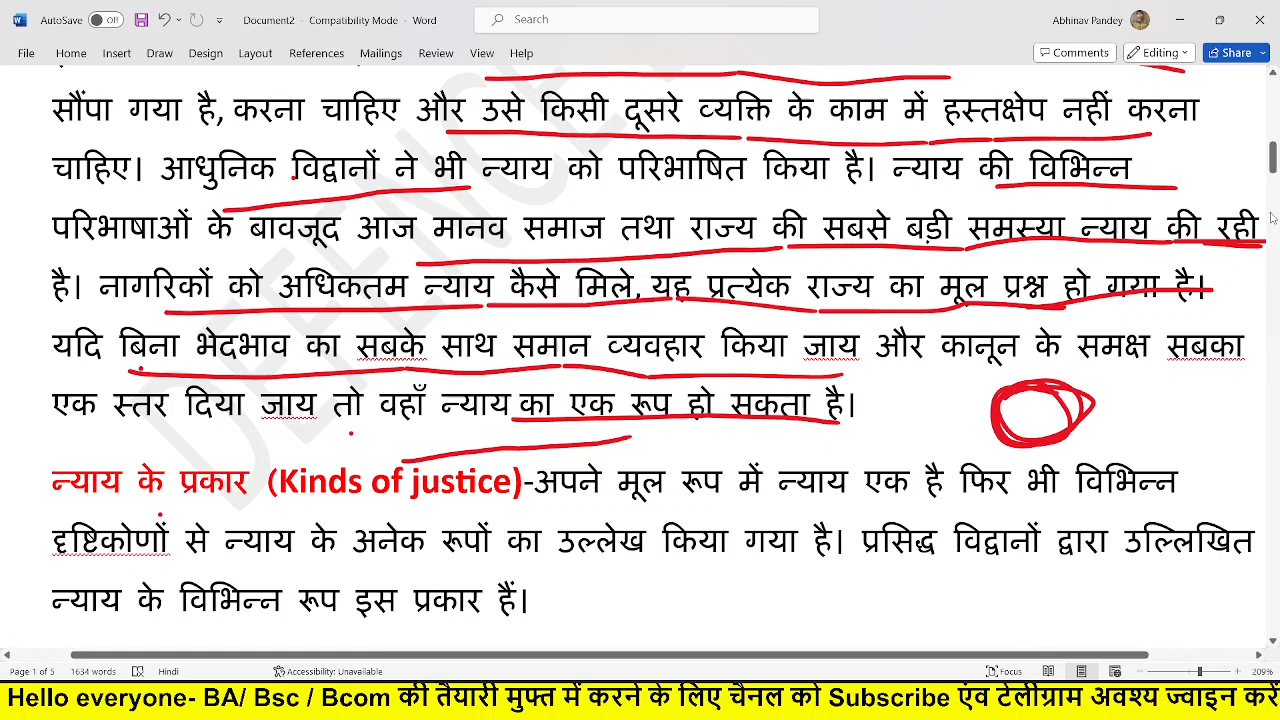 AutoSave Off Document2 - Compatibility Mode - Word Search Abhinav Pandey
File Home Insert Draw Design Layout References Mailings Review View Help Comments Editing Share
सौंपा गया है, करना चाहिए और उसे किसी दूसरे व्यक्ति के काम में हस्तक्षेप नहीं करना
चाहिए। आधुनिक विद्वानों ने भी न्याय को परिभाषित किया है। न्याय की विभिन्न
परिभाषाओं के बावजूद आज मानव समाज तथा राज्य की सबसे बड़ी समस्या न्याय की रही
है। नागरिकों को अधिकतम न्याय कैसे मिले, यह प्रत्येक राज्य का मूल प्रश्न हो गया है।
यदि बिना भेदभाव का सबके साथ समान व्यवहार किया जाय और कानून के समक्ष सबका
एक स्तर दिया जाय तो वहाँ न्याय का एक रूप हो सकता है।
न्याय के प्रकार (Kinds of justice)-अपने मूल रूप में न्याय एक है फिर भी विभिन्न
दृष्टिकोणों से न्याय के अनेक रूपों का उल्लेख किया गया है। प्रसिद्ध विद्वानों द्वारा उल्लिखित
न्याय के विभिन्न रूप इस प्रकार हैं।
DEFENCE
Page 1 of 5 1634 words Hindi Accessibility: Unavailable Focus 209%
Hello everyone- BA/ Bsc / Bcom की तैयारी मुफ्त में करने के लिए चैनल को Subscribe एंव टेलीग्राम अवश्य ज्वाइन करें